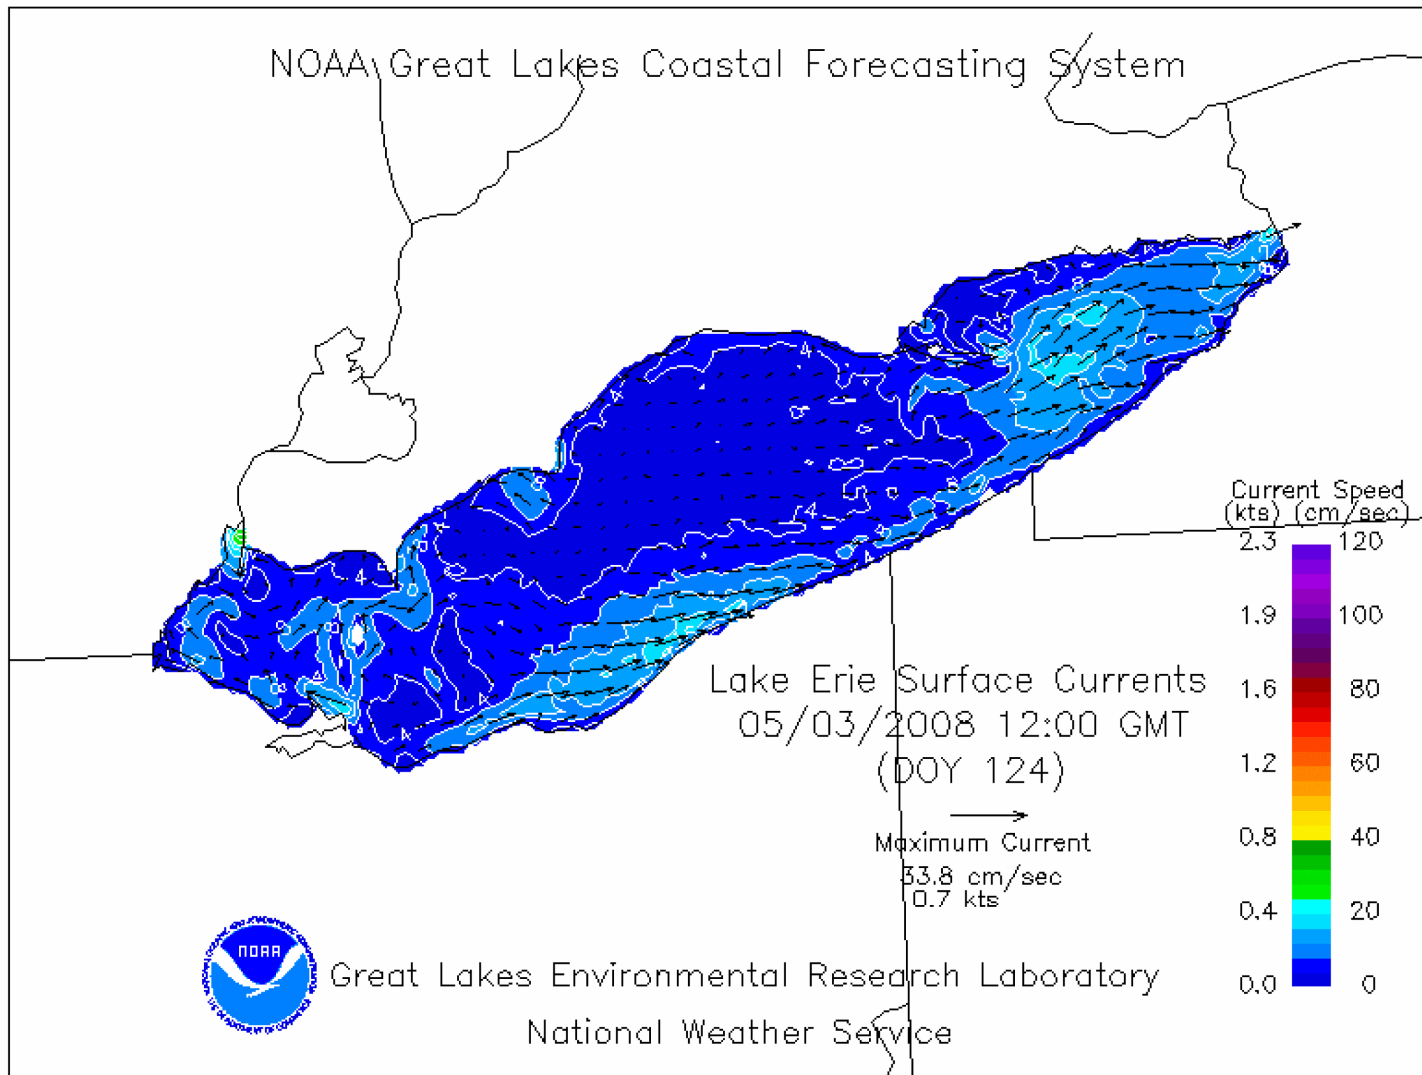 NOAA Great Lakes Coastal Forecasting System
Current Speed
(kts) (cm/sec)
2.3 120
1.9 100
1.6 80
1.2 60
0.8 40
0.4 20
0.0 0
Lake Erie Surface Currents
05/03/2008 12:00 GMT
(DOY 124)
Maximum Current
33.8 cm/sec
0.7 kts
NOAA
Great Lakes Environmental Research Laboratory
National Weather Service